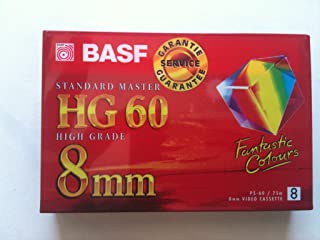 BASF
STANDARD MASTER
HG 60
HIGH GRADE
8mm
GARANTIE
SERVICE
GUARANTEE
Fantastic
Colours
P5-60 / 75m
8mm VIDEO CASSETTE
8